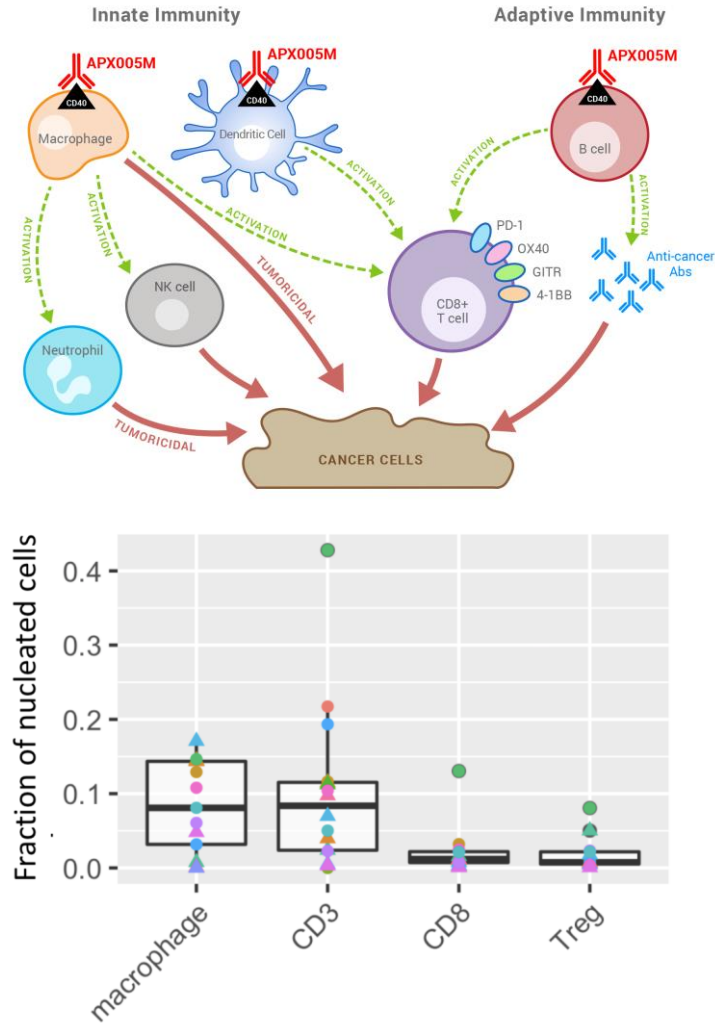 Innate Immunity
Adaptive Immunity
APX005M
APX005M
APX005M
CD40
CD40
CD40
Macrophage
Dendritic Cell
B cell
ACTIVATION
ACTIVATION
ACTIVATION
ACTIVATION
ACTIVATION
ACTIVATION
TUMORICIDAL
PD-1
OX40
GITR
4-1BB
Anti-cancer
Abs
NK cell
CD8+
T cell
Neutrophil
TUMORICIDAL
CANCER CELLS
Fraction of nucleated cells
0.4
0.3
0.2
0.1
0.0
macrophage
CD3
CD8
Treg